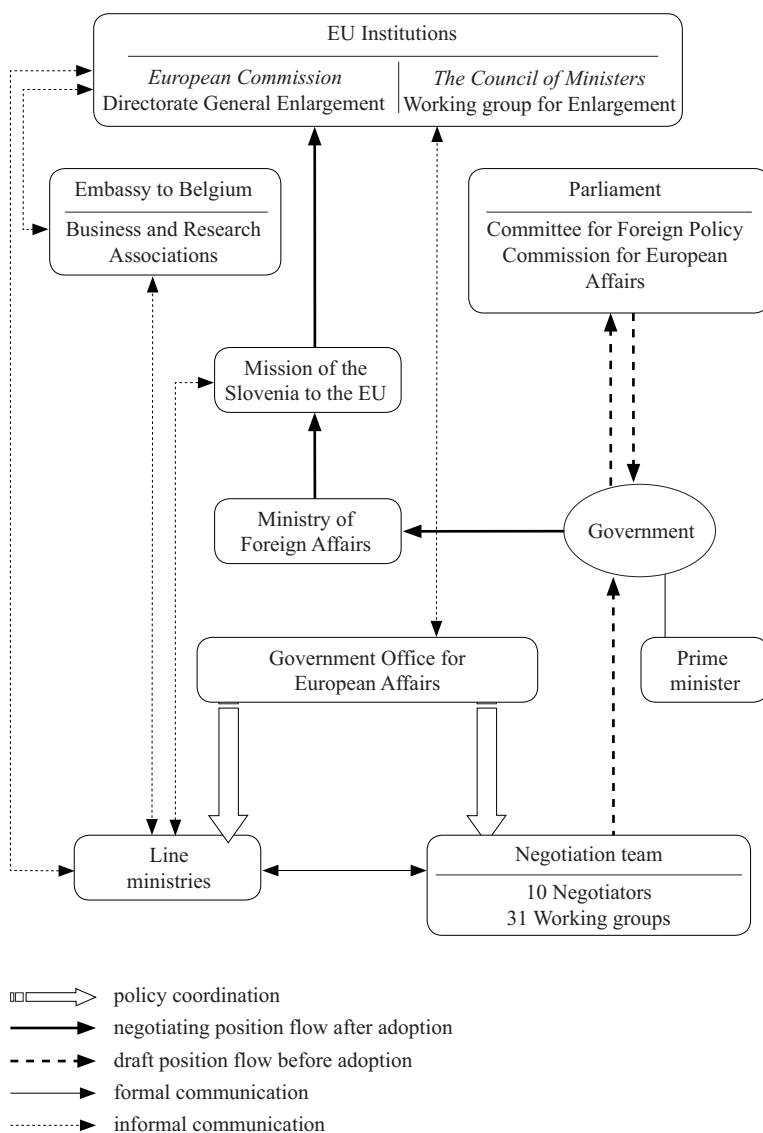 EU Institutions
European Commission
Directorate General Enlargement
The Council of Ministers
Working group for Enlargement
Embassy to Belgium
Business and Research
Associations
Parliament
Committee for Foreign Policy
Commission for European
Affairs
Mission of the
Slovenia to the EU
Ministry of
Foreign Affairs
Government
Government Office for
European Affairs
Prime
minister
Line
ministries
Negotiation team
10 Negotiators
31 Working groups
policy coordination
negotiating position flow after adoption
draft position flow before adoption
formal communication
informal communication